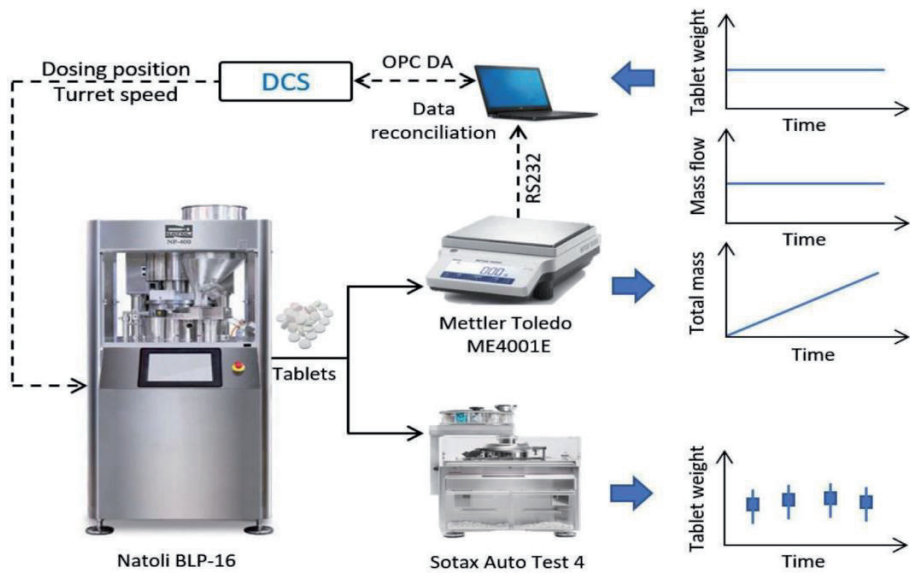 Dosing position
Turret speed
DCS
OPC DA
Data
reconciliation
RS232
Tablet weight
Time
Mass flow
Time
Total mass
Time
NATOLI
Tablets
Mettler Toledo
ME4001E
Tablet weight
Time
Natoli BLP-16
Sotax Auto Test 4